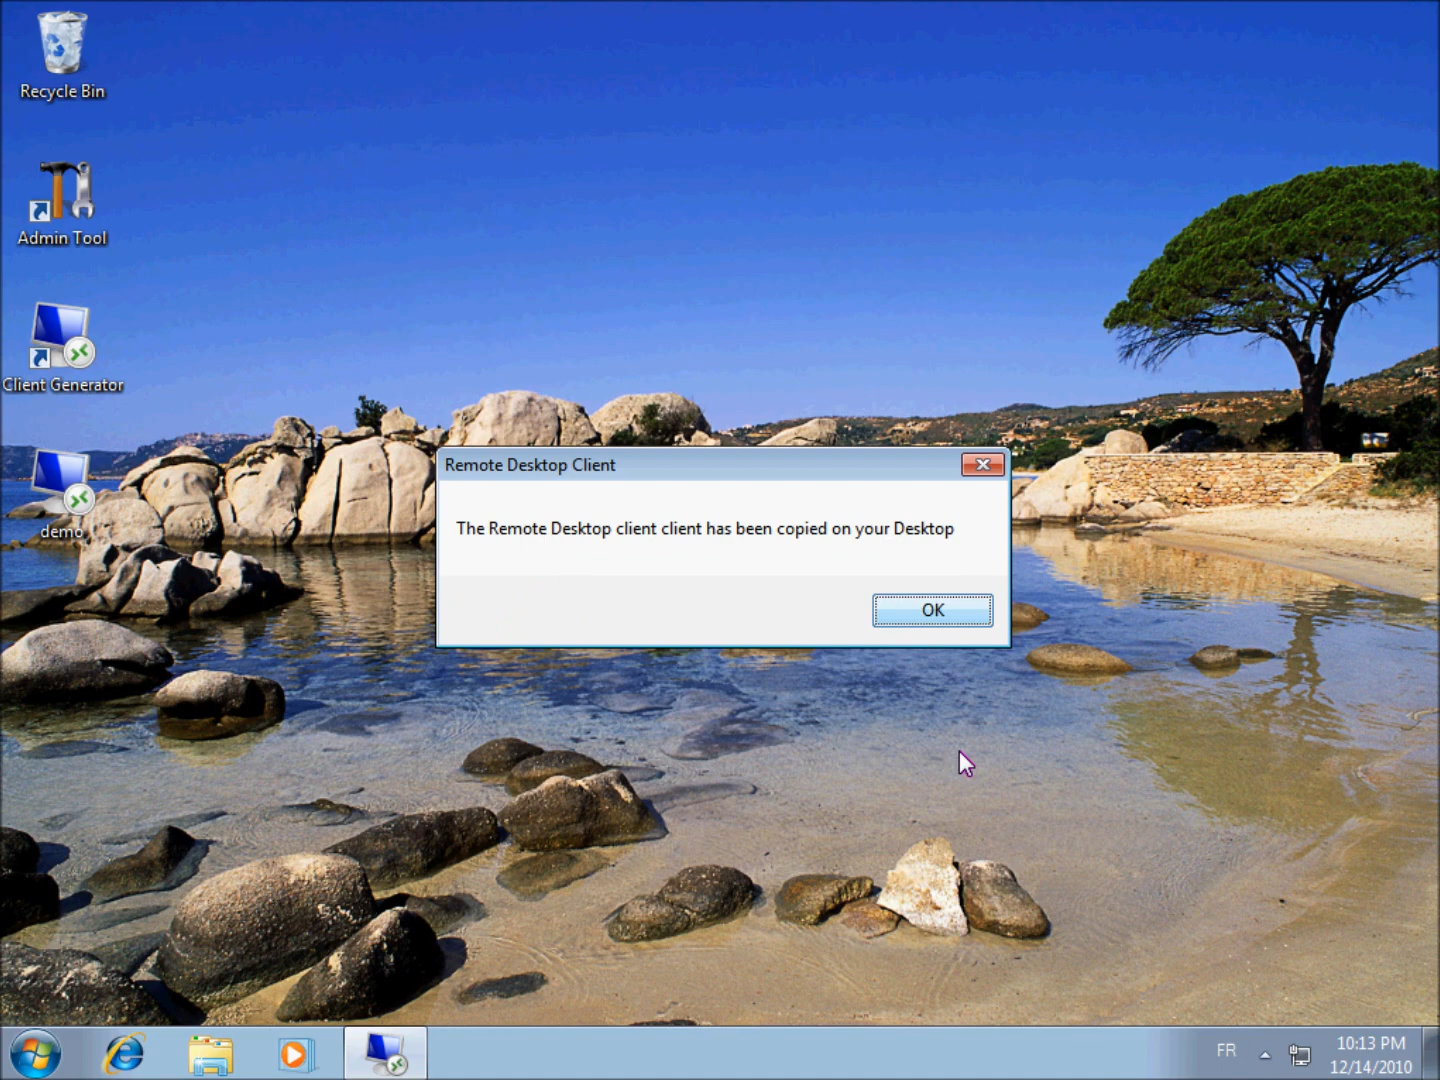 Recycle Bin
Admin Tool
Client Generator
demo
Remote Desktop Client
The Remote Desktop client client has been copied on your Desktop
OK
FR
10:13 PM
12/14/2010